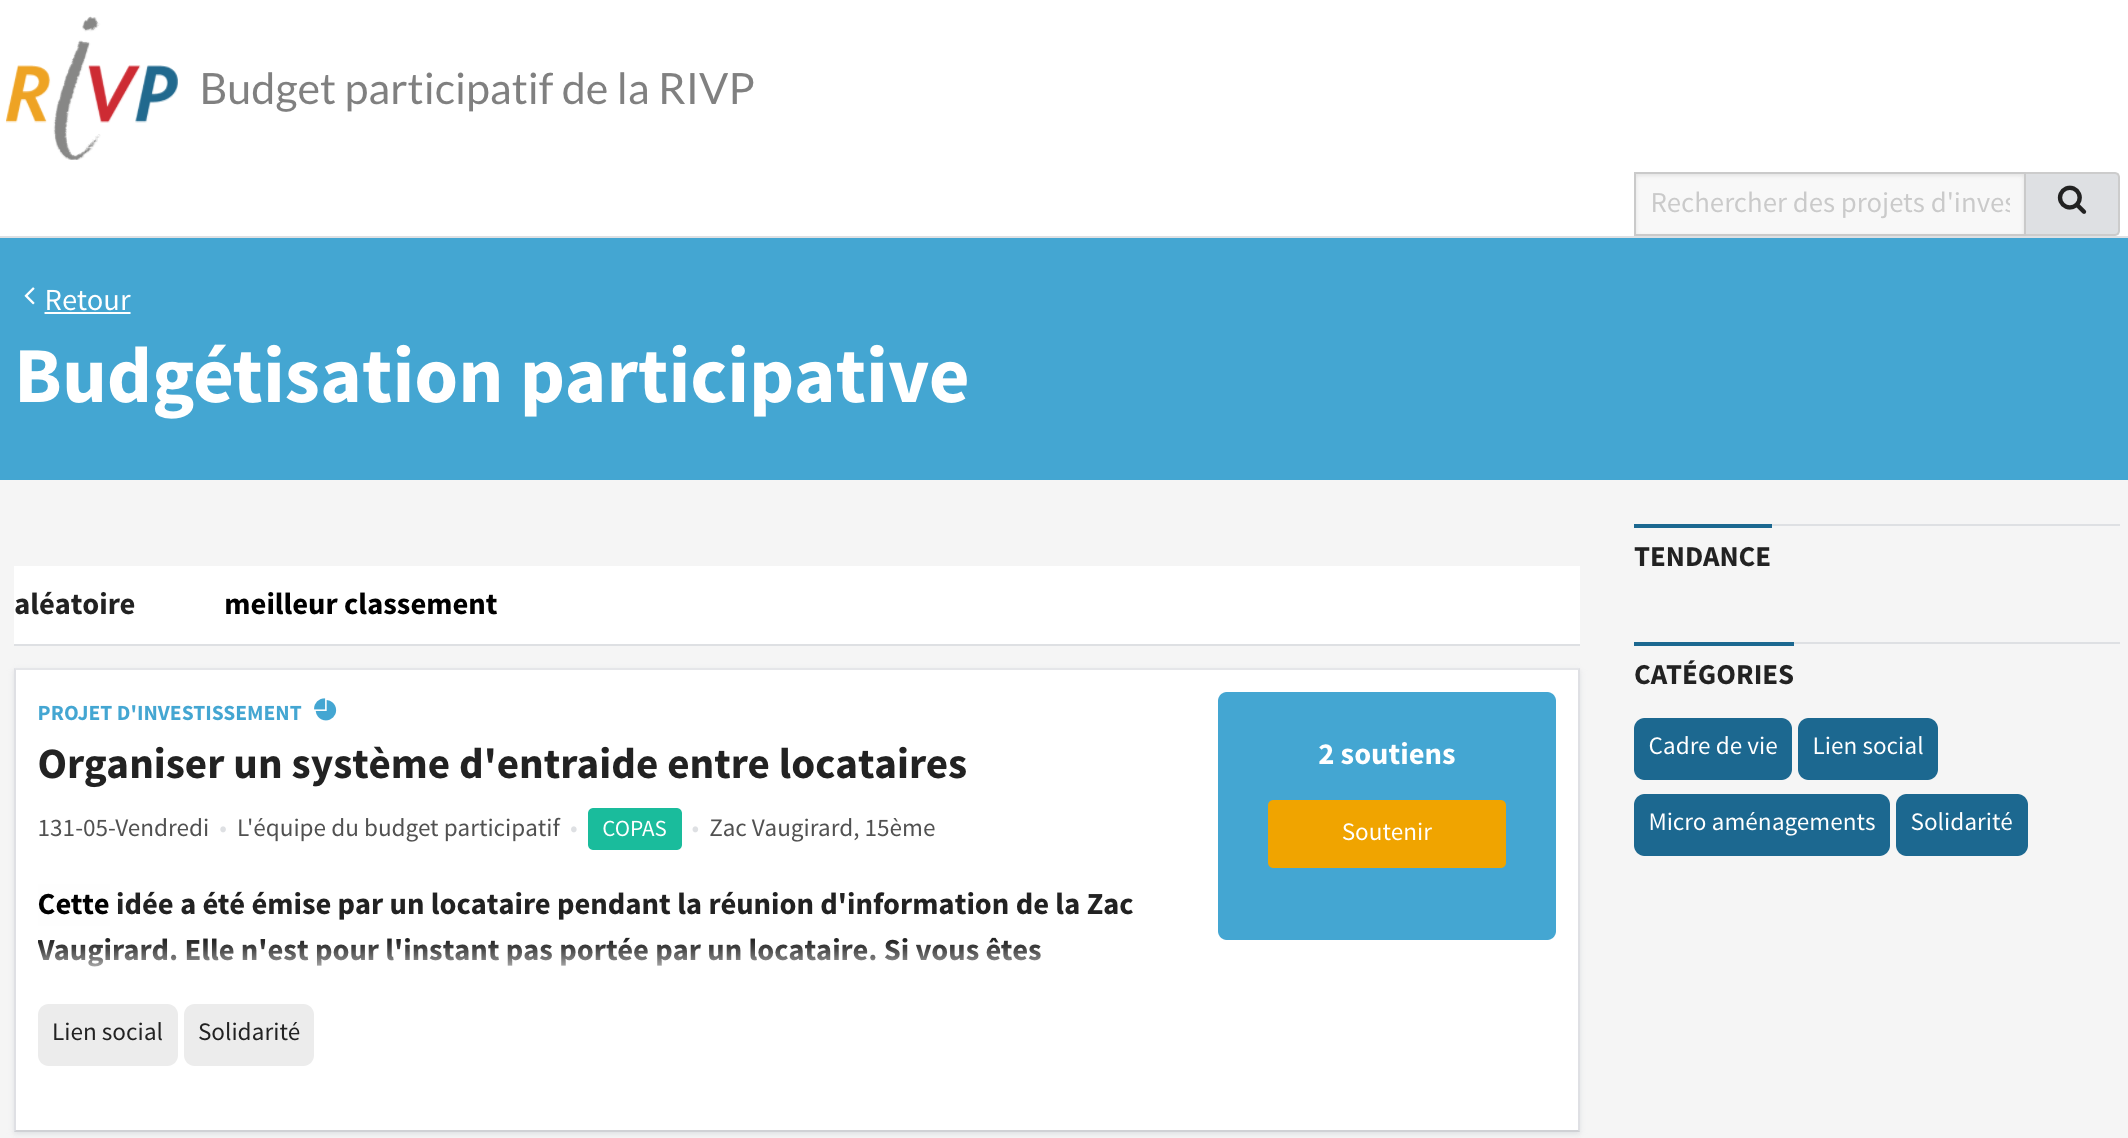 RiVP Budget participatif de la RIVP
Rechercher des projets d'inves
Retour
Budgétisation participative
aléatoire meilleur classement
PROJET D'INVESTISSEMENT
Organiser un système d'entraide entre locataires
131-05-Vendredi • L'équipe du budget participatif • COPAS • Zac Vaugirard, 15ème
Cette idée a été émise par un locataire pendant la réunion d'information de la Zac
Vaugirard. Elle n'est pour l'instant pas portée par un locataire. Si vous êtes
Lien social Solidarité
2 soutiens
Soutenir
TENDANCE
CATÉGORIES
Cadre de vie Lien social
Micro aménagements Solidarité